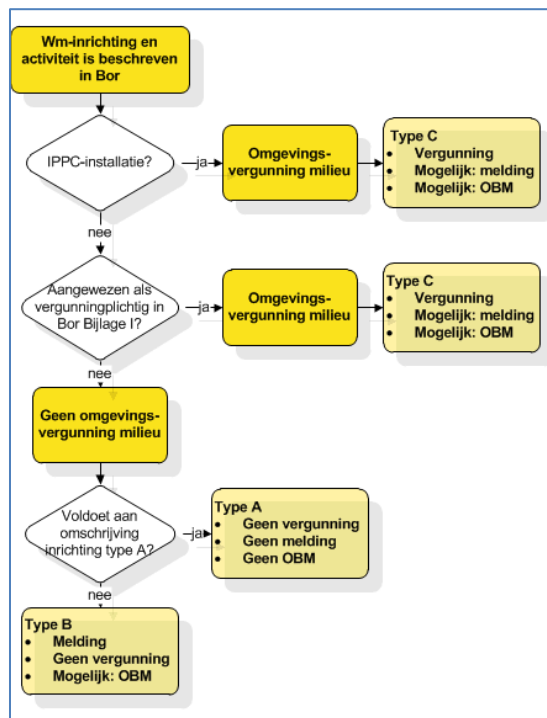 Wm-inrichting en
activiteit is beschreven
in Bor
IPPC-installatie?
ja
Omgevings-
vergunning milieu
Type C
• Vergunning
• Mogelijk: melding
• Mogelijk: OBM
nee
Aangewezen als
vergunningplichtig in
Bor Bijlage I?
ja
Omgevings-
vergunning milieu
Type C
• Vergunning
• Mogelijk: melding
• Mogelijk: OBM
nee
Geen omgevings-
vergunning milieu
Voldoet aan
omschrijving
inrichting type A?
ja
Type A
• Geen vergunning
• Geen melding
• Geen OBM
nee
Type B
• Melding
• Geen vergunning
• Mogelijk: OBM